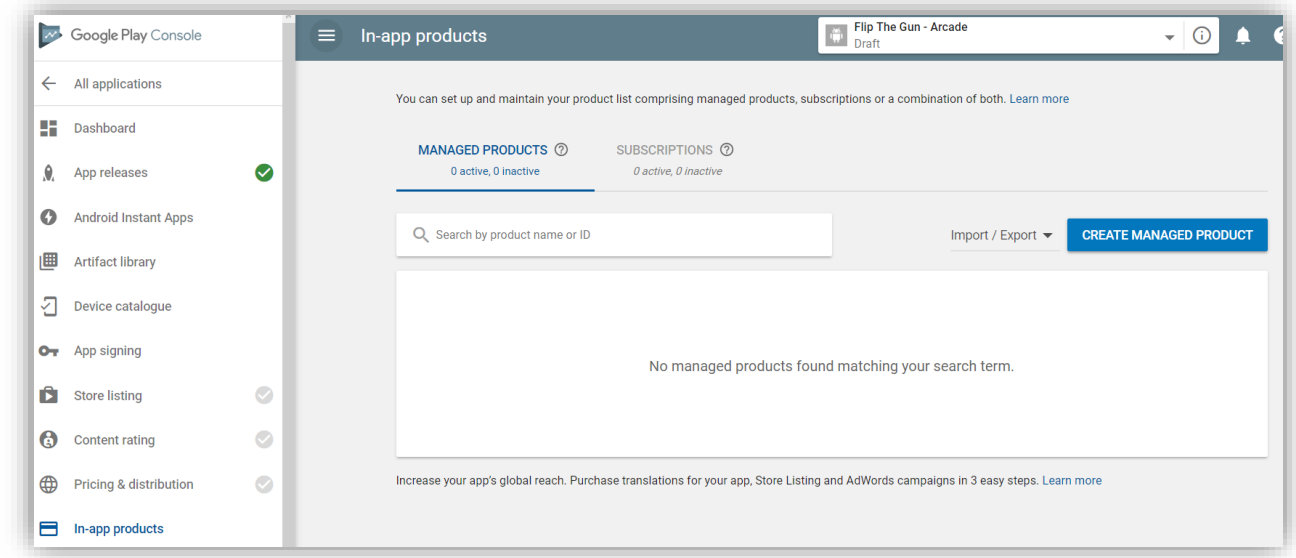 Google Play Console
All applications
Dashboard
App releases
Android Instant Apps
Artifact library
Device catalogue
App signing
Store listing
Content rating
Pricing & distribution
In-app products
In-app products
Flip The Gun - Arcade
Draft
You can set up and maintain your product list comprising managed products, subscriptions or a combination of both. Learn more
MANAGED PRODUCTS
0 active, 0 inactive
SUBSCRIPTIONS
0 active, 0 inactive
Search by product name or ID
Import / Export
CREATE MANAGED PRODUCT
No managed products found matching your search term.
Increase your app's global reach. Purchase translations for your app, Store Listing and AdWords campaigns in 3 easy steps. Learn more